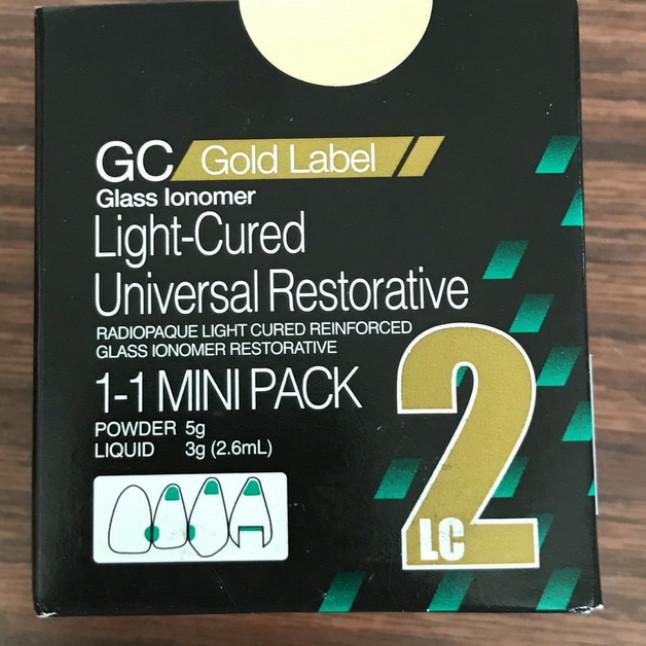 GC Gold Label
Glass Ionomer
Light-Cured
Universal Restorative
RADIOPAQUE LIGHT CURED REINFORCED
GLASS IONOMER RESTORATIVE
1-1 MINI PACK
POWDER 5g
LIQUID 3g (2.6mL)
2
LC